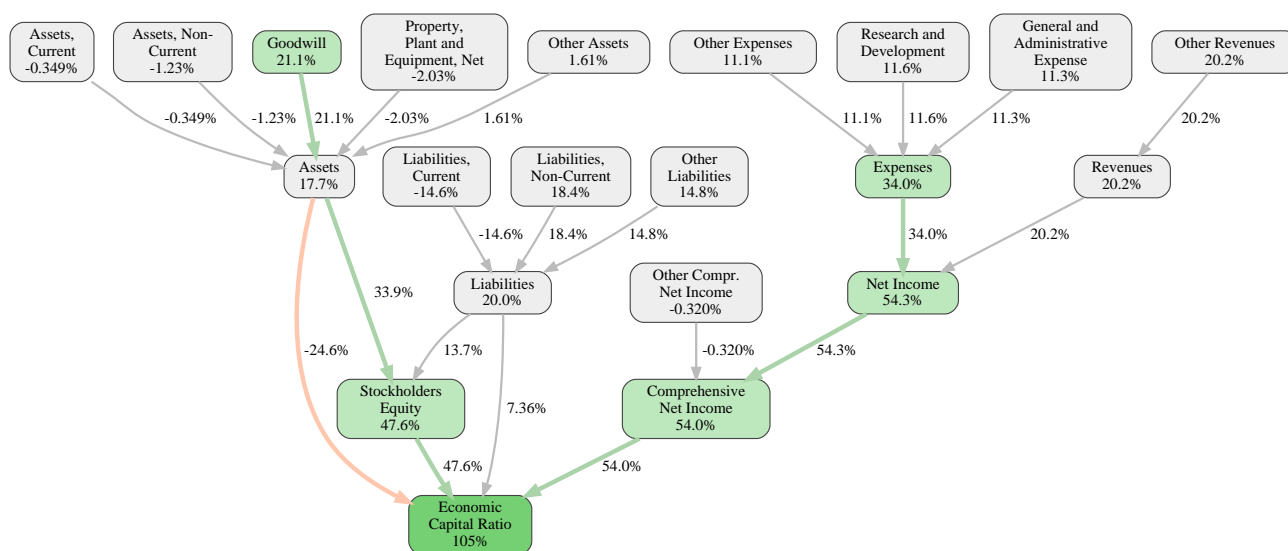 Assets,
Current
-0.349%
Assets, Non-
Current
-1.23%
Goodwill
21.1%
Property,
Plant and
Equipment, Net
-2.03%
Other Assets
1.61%
Other Expenses
11.1%
Research and
Development
11.6%
General and
Administrative
Expense
11.3%
Other Revenues
20.2%
-0.349%
-1.23%
21.1%
-2.03%
1.61%
11.1%
11.6%
11.3%
20.2%
Assets
17.7%
Liabilities,
Current
-14.6%
Liabilities,
Non-Current
18.4%
Other
Liabilities
14.8%
Expenses
34.0%
Revenues
20.2%
-14.6%
18.4%
14.8%
34.0%
20.2%
Liabilities
20.0%
Other Compr.
Net Income
-0.320%
Net Income
54.3%
33.9%
-24.6%
13.7%
7.36%
-0.320%
54.3%
Stockholders
Equity
47.6%
Comprehensive
Net Income
54.0%
47.6%
54.0%
Economic
Capital Ratio
105%